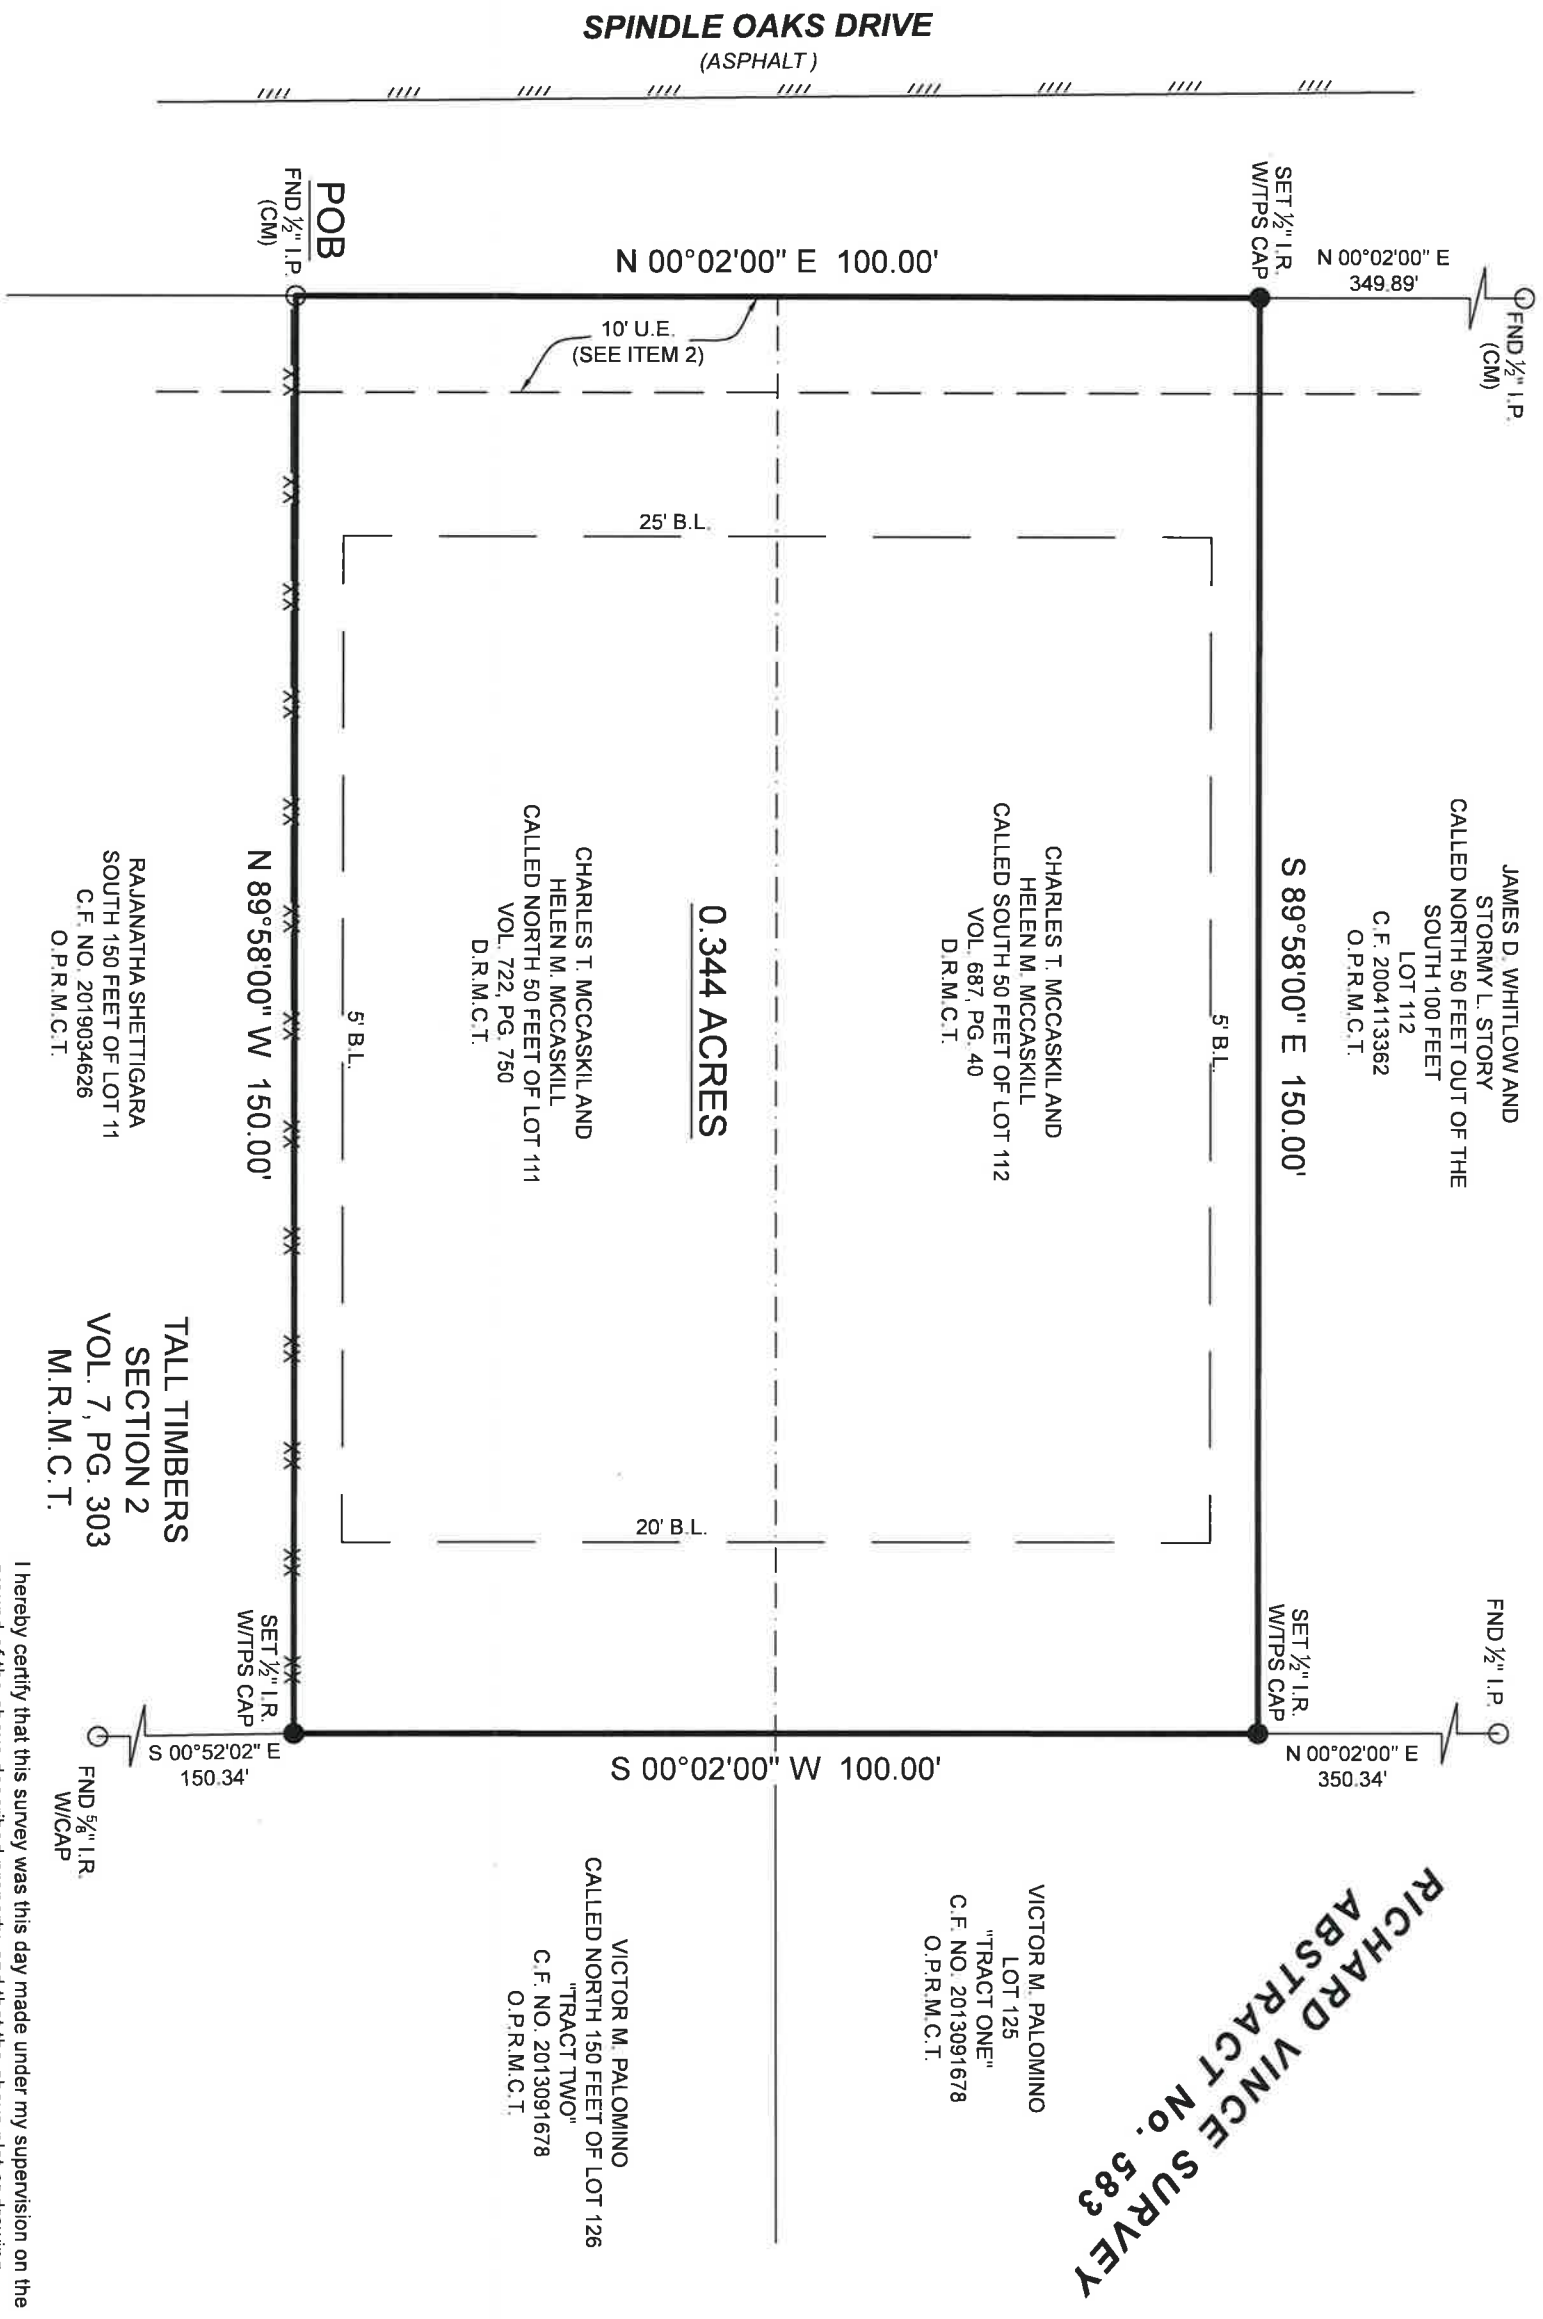 SPINDLE OAKS DRIVE
(ASPHALT)
SET ½" I.R.
W/TPS CAP
N 00°02'00" E
349.89'
FND ½" I.P.
(CM)
POB
FND ½" I.P.
(CM)
N 00°02'00" E 100.00'
10' U.E.
(SEE ITEM 2)
25' B.L.
JAMES D. WHITLOW AND
STORMY L. STORY
CALLED NORTH 50 FEET OUT OF THE
SOUTH 100 FEET
LOT 112
C.F. 2004113362
O.P.R.M.C.T.
S 89°58'00" E 150.00'
5' B.L.
CHARLES T. MCCASKIL AND
HELEN M. MCCASKILL
CALLED SOUTH 50 FEET OF LOT 112
VOL. 687, PG. 40
D.R.M.C.T.
0.344 ACRES
CHARLES T. MCCASKIL AND
HELEN M. MCCASKILL
CALLED NORTH 50 FEET OF LOT 111
VOL. 722, PG. 750
D.R.M.C.T.
5' B.L.
N 89°58'00" W 150.00'
RAJANATHA SHETTIGARA
SOUTH 150 FEET OF LOT 11
C.F. NO. 2019034626
O.P.R.M.C.T.
TALL TIMBERS
SECTION 2
VOL. 7, PG. 303
M.R.M.C.T.
20' B.L.
FND ½" I.P.
SET ½" I.R.
W/TPS CAP
N 00°02'00" E
350.34'
SET ½" I.R.
W/TPS CAP
S 00°52'02" E
150.34'
FND ⅝" I.R.
W/CAP
S 00°02'00" W 100.00'
RICHARD VINCE SURVEY
ABSTRACT No. 583
VICTOR M. PALOMINO
LOT 125
"TRACT ONE"
C.F. NO. 2013091678
O.P.R.M.C.T.
VICTOR M. PALOMINO
CALLED NORTH 150 FEET OF LOT 126
"TRACT TWO"
C.F. NO. 2013091678
O.P.R.M.C.T.
I hereby certify that this survey was this day made under my supervision on the